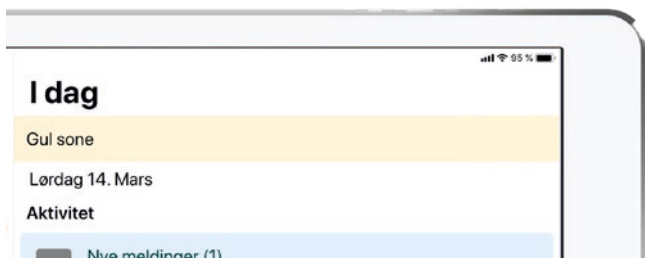 95 %
I dag
Gul sone
Lørdag 14. Mars
Aktivitet
Nye meldinger (1)